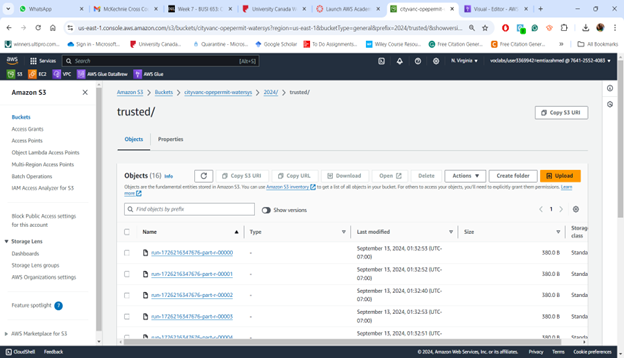 WhatsApp
McKechnie Cross Co
Week 7 - BUSI 653:
University Canada W
Launch AWS Academ
cityvanc-opepermit
Visual - Editor - AW
us-east-1.console.aws.amazon.com/s3/buckets/cityvanc-opepermit-watersys?region=us-east-1&bucketType=general&prefix=2024/trusted/&showversi...
winners.ultipro.com...
Sign in - Microsoft...
University Canada...
Quarantine - Micros...
Google Scholar
To Do Assignments...
Wiley Course Resour...
Free Citation Gener...
Free Citation Gene...
All Bookmarks
aws
Services
Search
[Alt+S]
N. Virginia
voclabs/user3369942=remtiazahmed @ 7641-2552-4083
S3
EC2
VPC
AWS Glue DataBrew
AWS Glue
Amazon S3
Buckets
Access Grants
Access Points
Object Lambda Access Points
Multi-Region Access Points
Batch Operations
IAM Access Analyzer for S3
Block Public Access settings
for this account
Storage Lens
Dashboards
Storage Lens groups
AWS Organizations settings
Feature spotlight 7
AWS Marketplace for S3
Amazon S3 > Buckets > cityvanc-opepermit-watersys > 2024/ > trusted/
trusted/
Copy S3 URI
Objects
Properties
Objects (16) Info
Copy S3 URI
Copy URL
Download
Open
Delete
Actions
Create folder
Upload
Objects are the fundamental entities stored in Amazon S3. You can use Amazon S3 inventory to get a list of all objects in your bucket. For others to access your objects, you'll need to explicitly grant them permissions. Learn
more
Find objects by prefix
Show versions
1
Name
Type
Last modified
Size
Storage
class
run-1726216347676-part-r-00000
-
September 13, 2024, 01:32:53 (UTC-
07:00)
380.0 B
Standa
run-1726216347676-part-r-00001
-
September 13, 2024, 01:32:52 (UTC-
07:00)
380.0 B
Standa
run-1726216347676-part-r-00002
-
September 13, 2024, 01:32:40 (UTC-
07:00)
380.0 B
Standa
run-1726216347676-part-r-00003
-
September 13, 2024, 01:32:53 (UTC-
07:00)
380.0 B
Standa
run-1726216347676-part-r-00004
-
September 13, 2024, 01:32:51 (UTC-
380.0 B
Standa
CloudShell
Feedback
© 2024, Amazon Web Services, Inc. or its affiliates.
Privacy
Terms
Cookie preferences